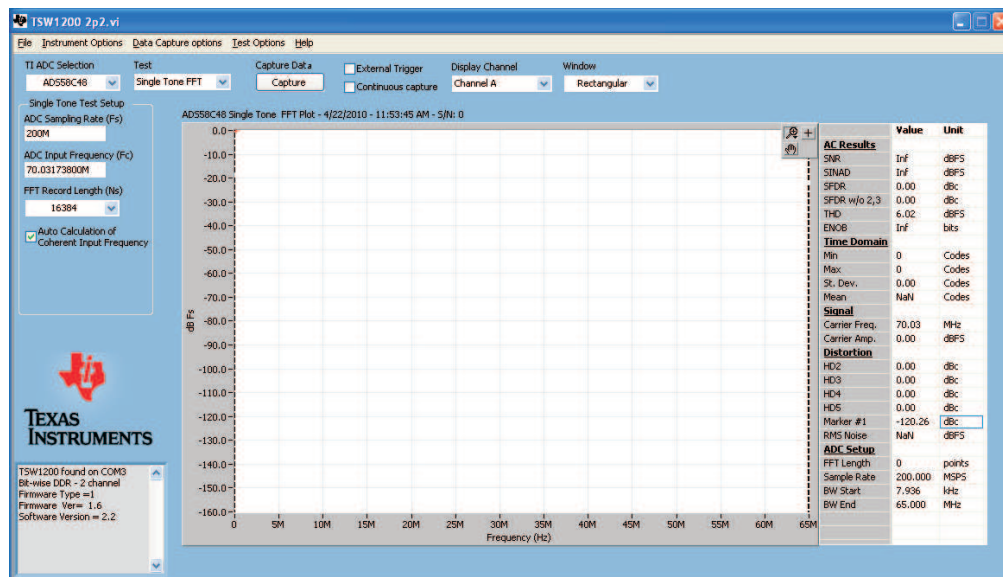 TSW1200 2p2.vi
File Instrument Options Data Capture options Test Options Help
TI ADC Selection
ADS58C48
Test
Single Tone FFT
Capture Data
Capture
External Trigger
Continuous capture
Display Channel
Channel A
Window
Rectangular
Single Tone Test Setup
ADC Sampling Rate (Fs)
200M
ADC Input Frequency (Fc)
70.03173800M
FFT Record Length (Ns)
16384
Auto Calculation of
Coherent Input Frequency
TEXAS
INSTRUMENTS
TSW1200 found on COM3
Bit-wise DDR - 2 channel
Firmware Type =1
Firmware Ver= 1.6
Software Version = 2.2
ADS58C48 Single Tone FFT Plot - 4/22/2010 - 11:53:45 AM - S/N: 0
dB Fs
0.0
-10.0
-20.0
-30.0
-40.0
-50.0
-60.0
-70.0
-80.0
-90.0
-100.0
-110.0
-120.0
-130.0
-140.0
-150.0
-160.0
0 5M 10M 15M 20M 25M 30M 35M 40M 45M 50M 55M 60M 65M
Frequency (Hz)
Value Unit
AC Results
SNR Inf dBFS
SINAD Inf dBFS
SFDR 0.00 dBc
SFDR w/o 2,3 0.00 dBc
THD 6.02 dBFS
ENOB Inf bits
Time Domain
Min 0 Codes
Max 0 Codes
St. Dev. 0.00 Codes
Mean NaN Codes
Signal
Carrier Freq. 70.03 MHz
Carrier Amp. 0.00 dBFS
Distortion
HD2 0.00 dBc
HD3 0.00 dBc
HD4 0.00 dBc
HD5 0.00 dBc
Marker #1 -120.26 dBc
RMS Noise NaN dBFS
ADC Setup
FFT Length 0 points
Sample Rate 200.000 MSPS
BW Start 7.936 kHz
BW End 65.000 MHz